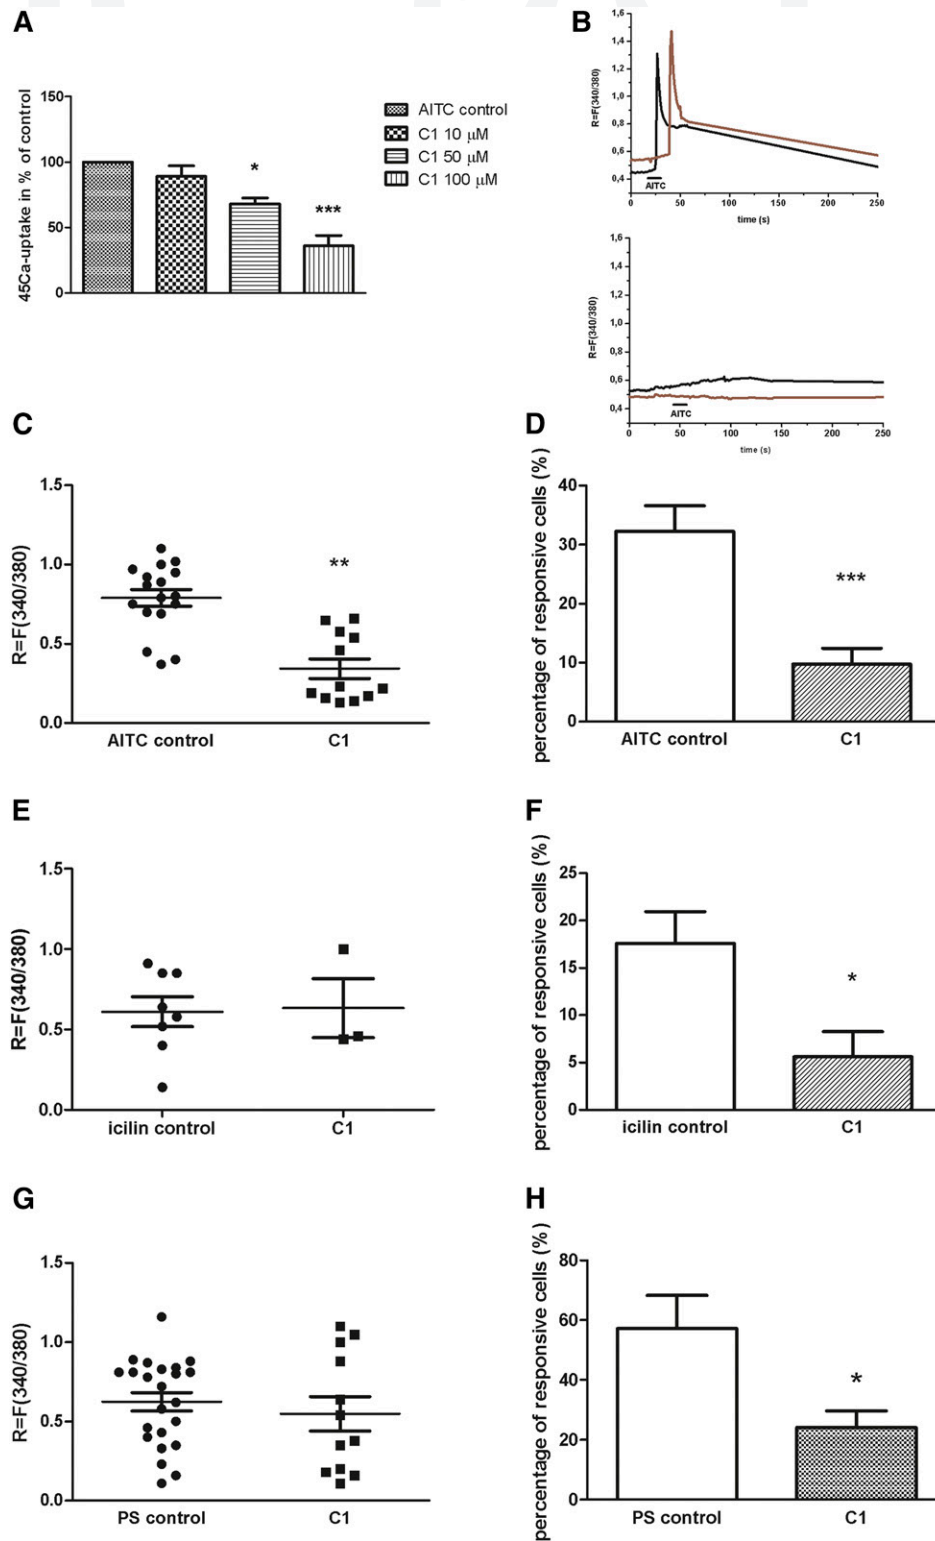 A
45Ca-uptake in % of control
150
100
50
0
*
***
AITC control
C1 10 µM
C1 50 µM
C1 100 µM
B
R=F(340/380)
1,6
1,4
1,2
1,0
0,8
0,6
0,4
AITC
0 50 100 150 200 250
time (s)
R=F(340/380)
1,6
1,4
1,2
1,0
0,8
0,6
0,4
AITC
0 50 100 150 200 250
time (s)
C
R=F(340/380)
1.5
1.0
0.5
0.0
**
AITC control C1
D
percentage of responsive cells (%)
40
30
20
10
0
***
AITC control C1
E
R=F(340/380)
1.5
1.0
0.5
0.0
icilin control C1
F
percentage of responsive cells (%)
25
20
15
10
5
0
*
icilin control C1
G
R=F(340/380)
1.5
1.0
0.5
0.0
PS control C1
H
percentage of responsive cells (%)
80
60
40
20
0
*
PS control C1